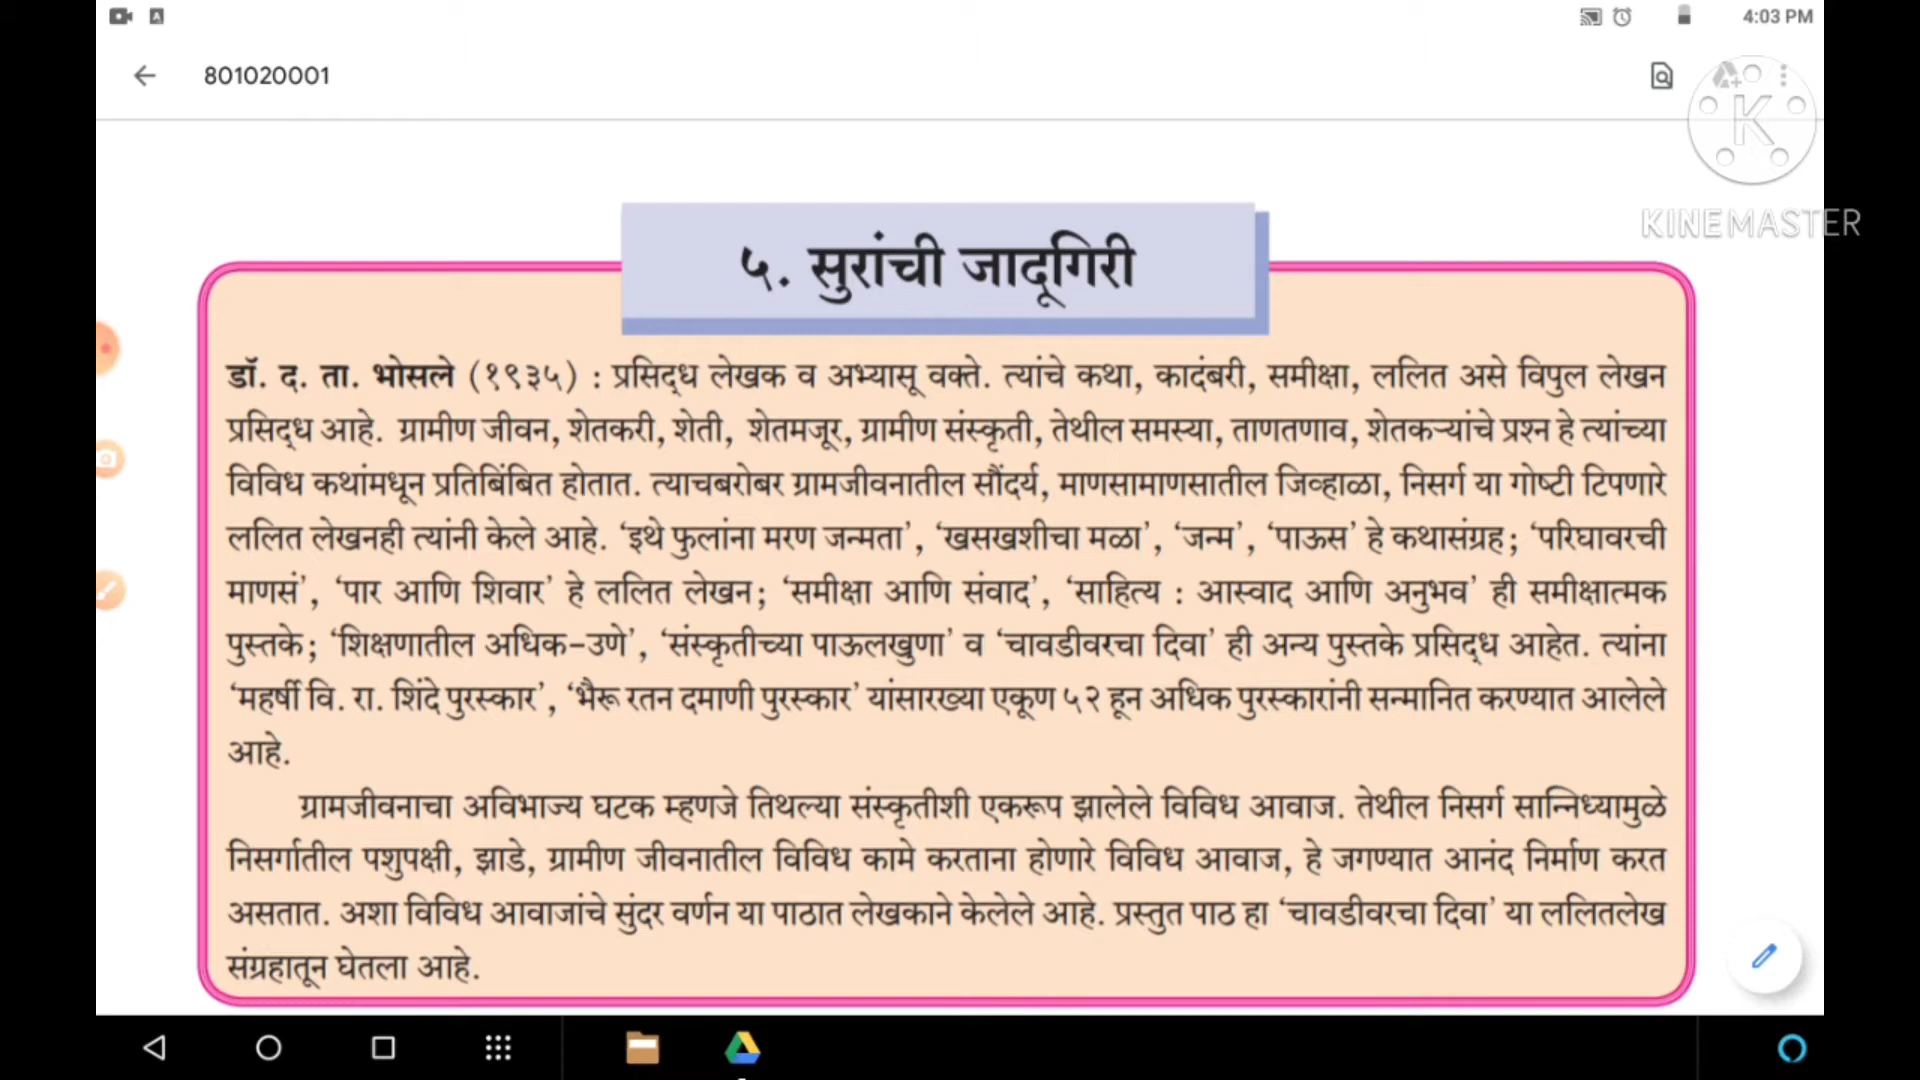 4:03 PM
801020001
KINEMASTER
५. सुरांची जादूगिरी
डॉ. द. ता. भोसले (१९३५) : प्रसिद्ध लेखक व अभ्यासू वक्ते. त्यांचे कथा, कादंबरी, समीक्षा, ललित असे विपुल लेखन
प्रसिद्ध आहे. ग्रामीण जीवन, शेतकरी, शेती, शेतमजूर, ग्रामीण संस्कृती, तेथील समस्या, ताणतणाव, शेतकऱ्यांचे प्रश्न हे त्यांच्या
विविध कथांमधून प्रतिबिंबित होतात. त्याचबरोबर ग्रामजीवनातील सौंदर्य, माणसामाणसातील जिव्हाळा, निसर्ग या गोष्टी टिपणारे
ललित लेखनही त्यांनी केले आहे. ‘इथे फुलांना मरण जन्मता’, ‘खसखशीचा मळा’, ‘जन्म’, ‘पाऊस’ हे कथासंग्रह; ‘परिघावरची
माणसं’, ‘पार आणि शिवार’ हे ललित लेखन; ‘समीक्षा आणि संवाद’, ‘साहित्य : आस्वाद आणि अनुभव’ ही समीक्षात्मक
पुस्तके; ‘शिक्षणातील अधिक-उणे’, ‘संस्कृतीच्या पाऊलखुणा’ व ‘चावडीवरचा दिवा’ ही अन्य पुस्तके प्रसिद्ध आहेत. त्यांना
‘महर्षी वि. रा. शिंदे पुरस्कार’, ‘भैरू रतन दमाणी पुरस्कार’ यांसारख्या एकूण ५२ हून अधिक पुरस्कारांनी सन्मानित करण्यात आलेले
आहे.
ग्रामजीवनाचा अविभाज्य घटक म्हणजे तिथल्या संस्कृतीशी एकरूप झालेले विविध आवाज. तेथील निसर्ग सान्निध्यामुळे
निसर्गातील पशुपक्षी, झाडे, ग्रामीण जीवनातील विविध कामे करताना होणारे विविध आवाज, हे जगण्यात आनंद निर्माण करत
असतात. अशा विविध आवाजांचे सुंदर वर्णन या पाठात लेखकाने केलेले आहे. प्रस्तुत पाठ हा ‘चावडीवरचा दिवा’ या ललितलेख
संग्रहातून घेतला आहे.